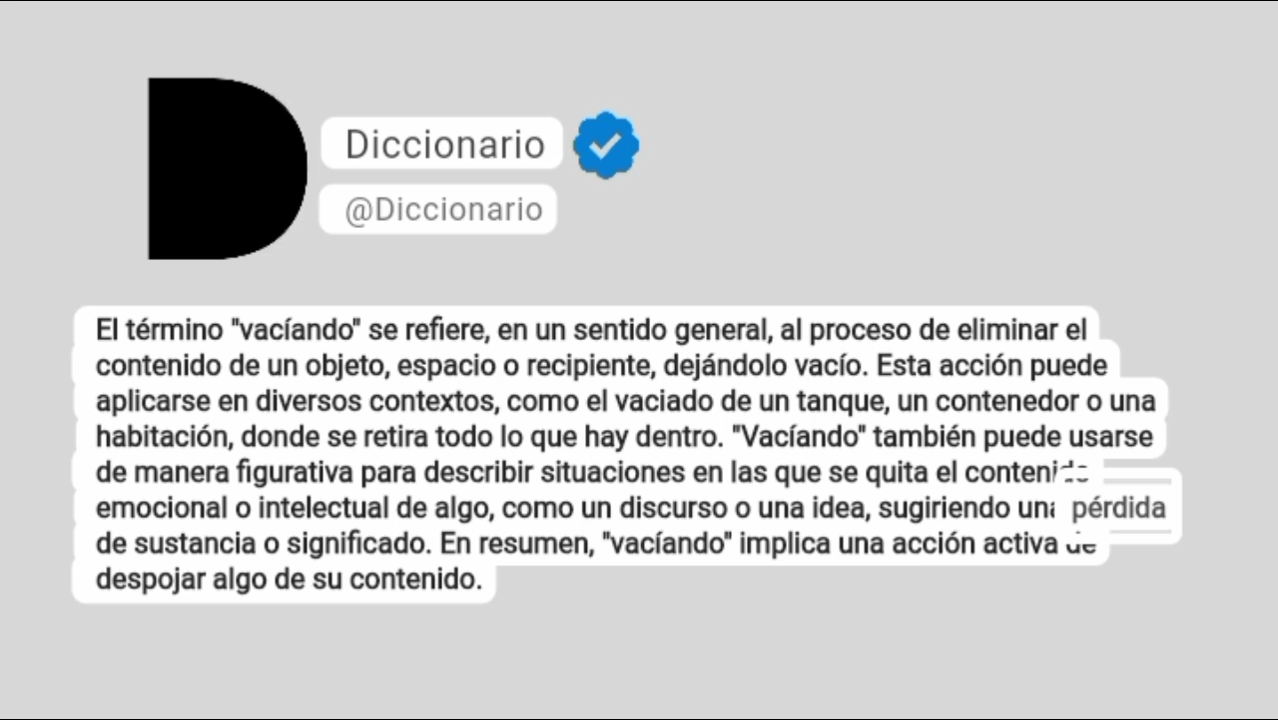 Diccionario
@Diccionario
El término "vacíando" se refiere, en un sentido general, al proceso de eliminar el
contenido de un objeto, espacio o recipiente, dejándolo vacío. Esta acción puede
aplicarse en diversos contextos, como el vaciado de un tanque, un contenedor o una
habitación, donde se retira todo lo que hay dentro. "Vacíando" también puede usarse
de manera figurativa para describir situaciones en las que se quita el contenido
emocional o intelectual de algo, como un discurso o una idea, sugiriendo una pérdida
de sustancia o significado. En resumen, "vacíando" implica una acción activa de
despojar algo de su contenido.